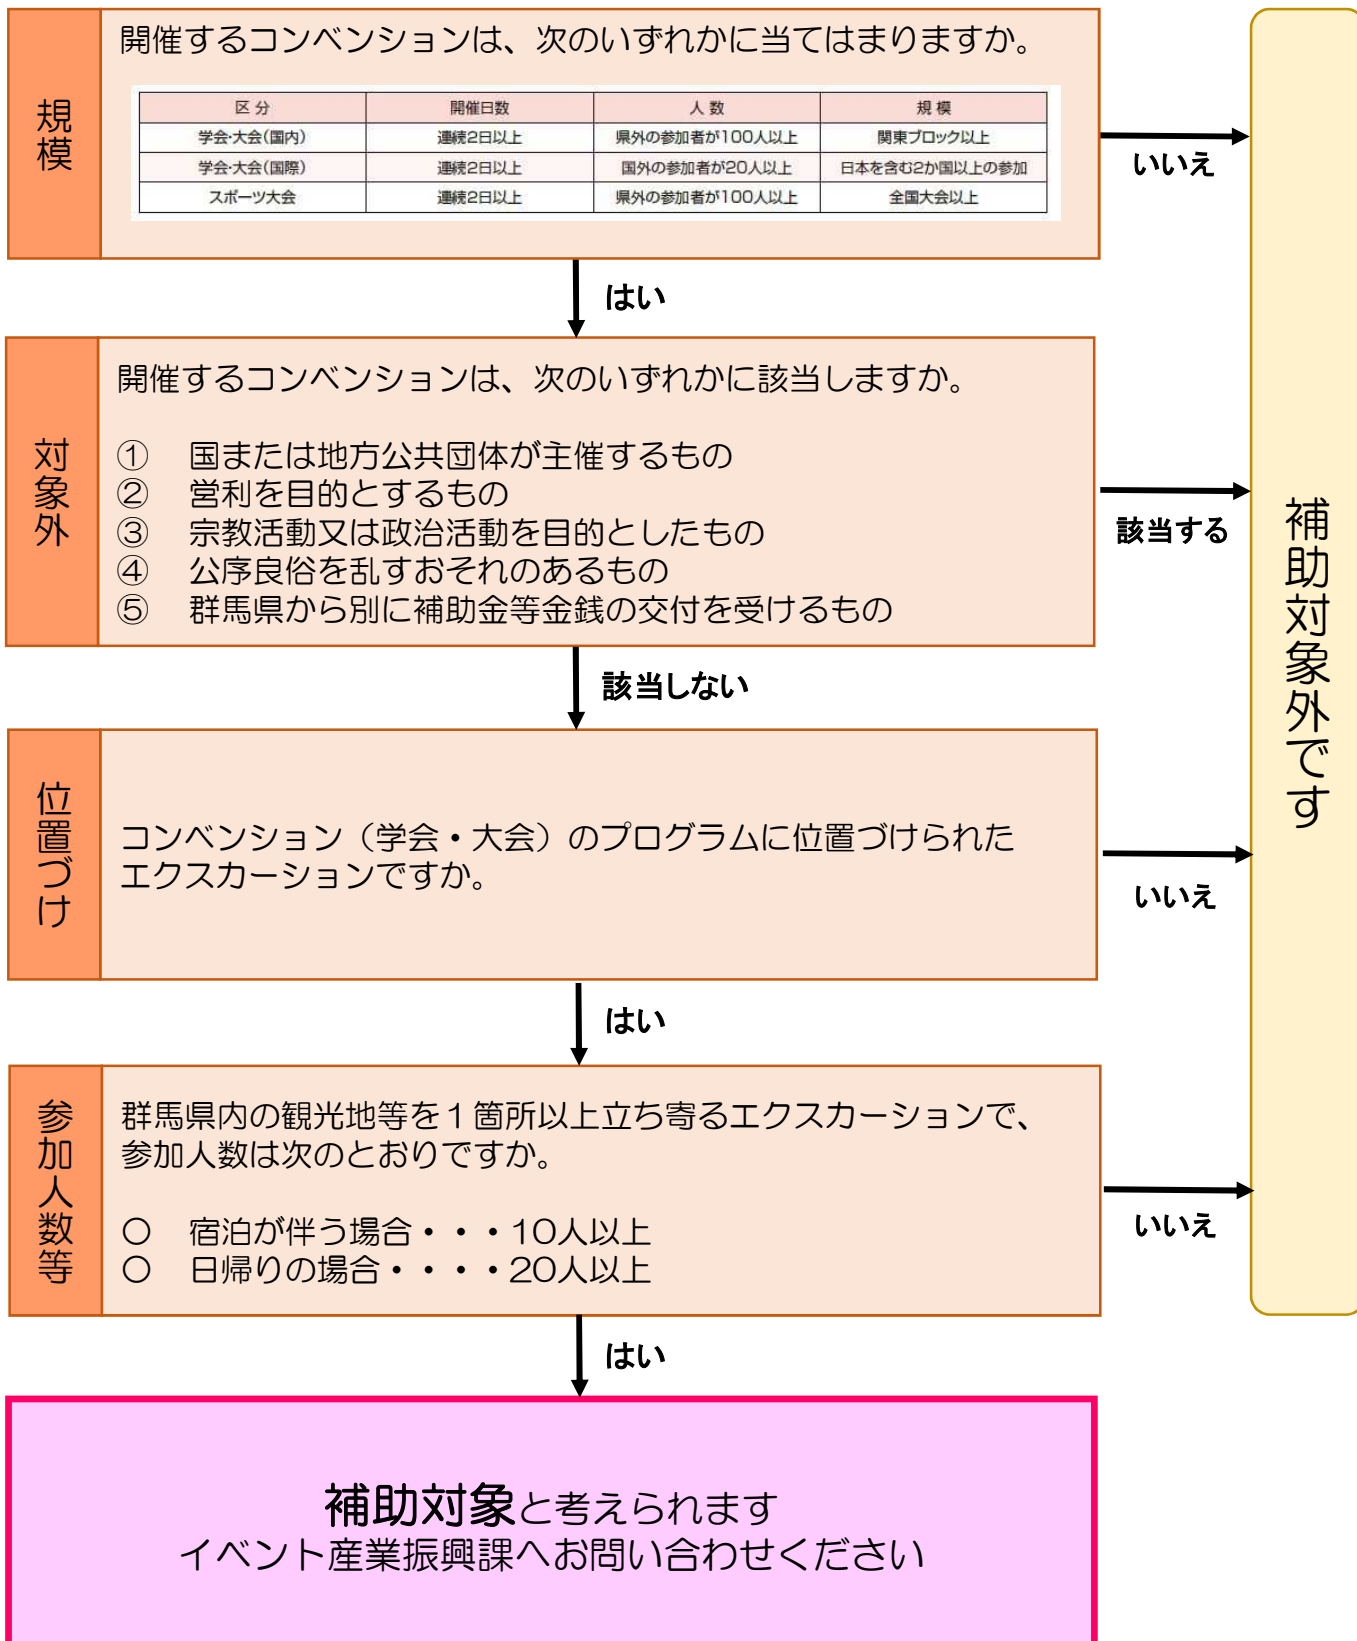 規模
開催するコンベンションは、次のいずれかに当てはまりますか。
区 分 開催日数 人 数 規 模
学会・大会(国内) 連続2日以上 県外の参加者が100人以上 関東ブロック以上
学会・大会(国際) 連続2日以上 国外の参加者が20人以上 日本を含む2か国以上の参加
スポーツ大会 連続2日以上 県外の参加者が100人以上 全国大会以上
いいえ
はい
対象外
開催するコンベンションは、次のいずれかに該当しますか。
① 国または地方公共団体が主催するもの
② 営利を目的とするもの
③ 宗教活動又は政治活動を目的としたもの
④ 公序良俗を乱すおそれのあるもの
⑤ 群馬県から別に補助金等金銭の交付を受けるもの
該当する
該当しない
位置づけ
コンベンション（学会・大会）のプログラムに位置づけられた
エクスカーションですか。
いいえ
はい
参加人数等
群馬県内の観光地等を１箇所以上立ち寄るエクスカーションで、
参加人数は次のとおりですか。
○ 宿泊が伴う場合・・・10人以上
○ 日帰りの場合・・・・20人以上
いいえ
はい
補助対象外です
補助対象と考えられます
イベント産業振興課へお問い合わせください